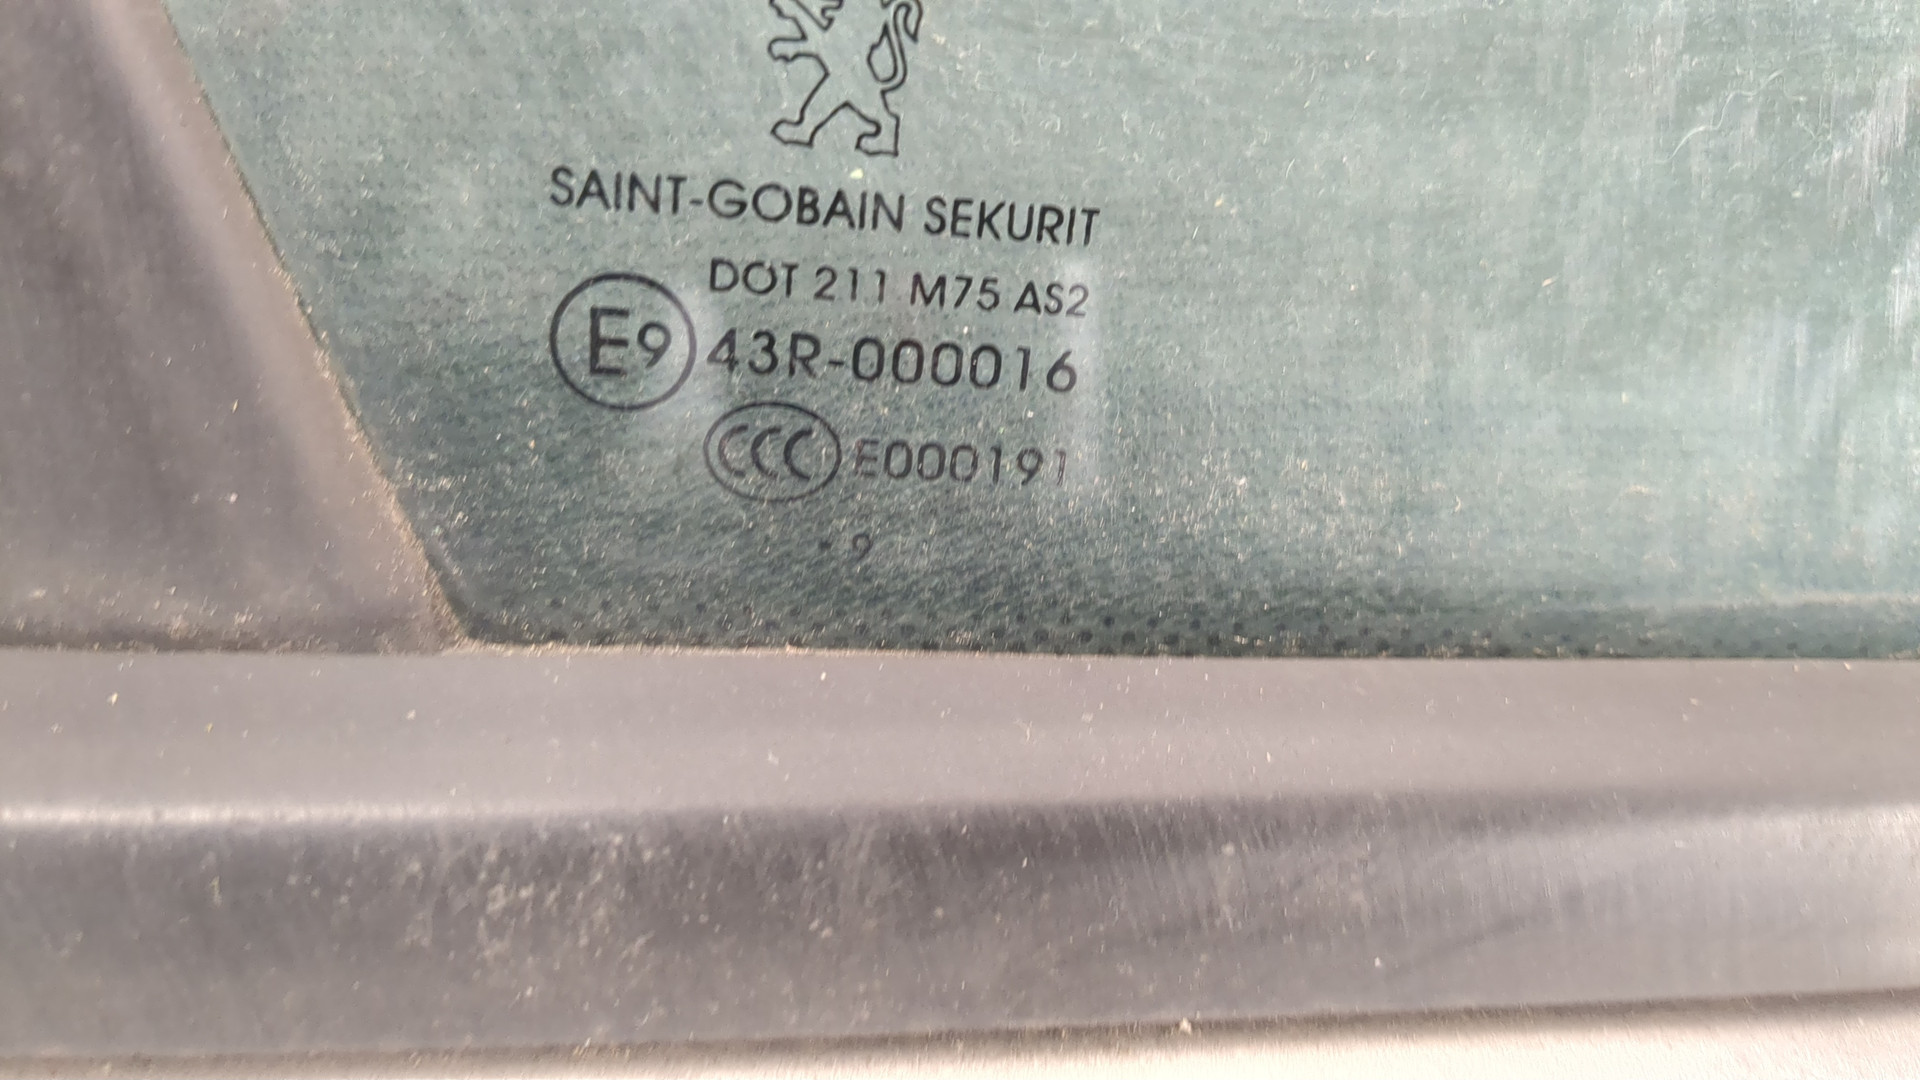 SAINT-GOBAIN SEKURIT
DOT 211 M75 AS2
E9 43R-000016
CCC E000191
. 9